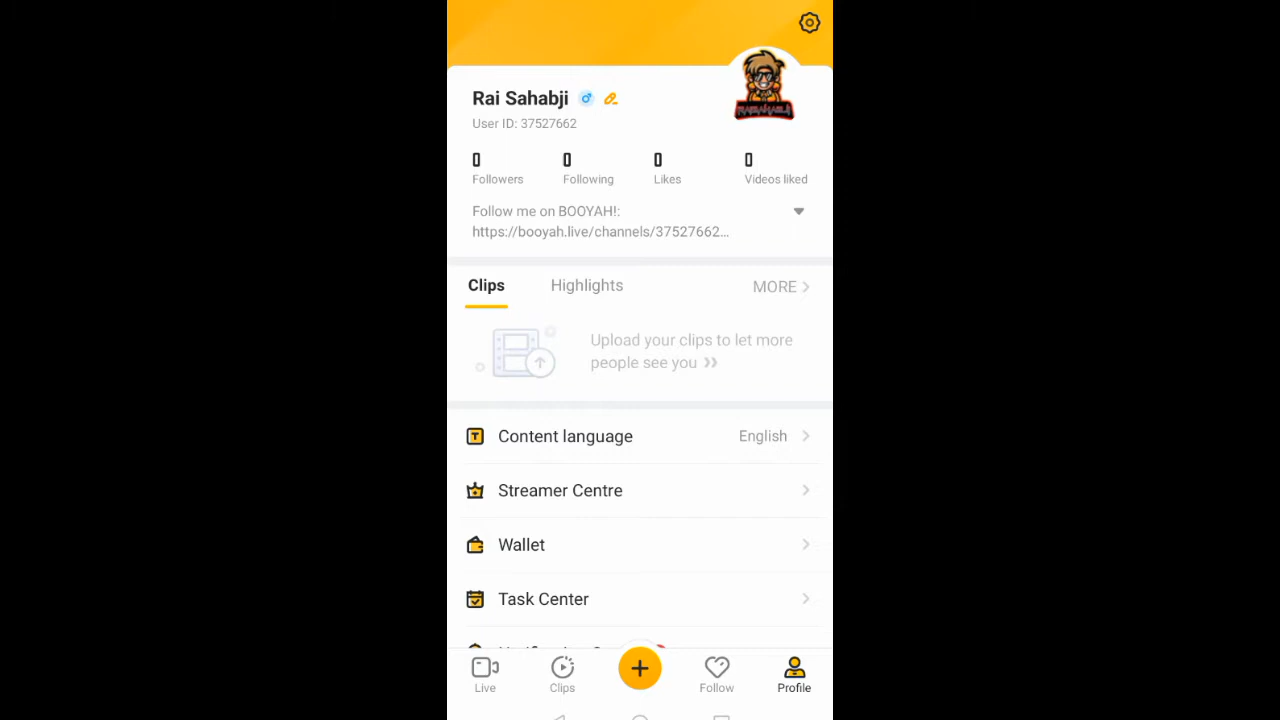 Rai Sahabji
User ID: 37527662
0 0 0 0
Followers Following Likes Videos liked
Follow me on BOOYAH!:
https://booyah.live/channels/37527662...
Clips Highlights MORE
Upload your clips to let more
people see you
Content language English
Streamer Centre
Wallet
Task Center
Live Clips Follow Profile